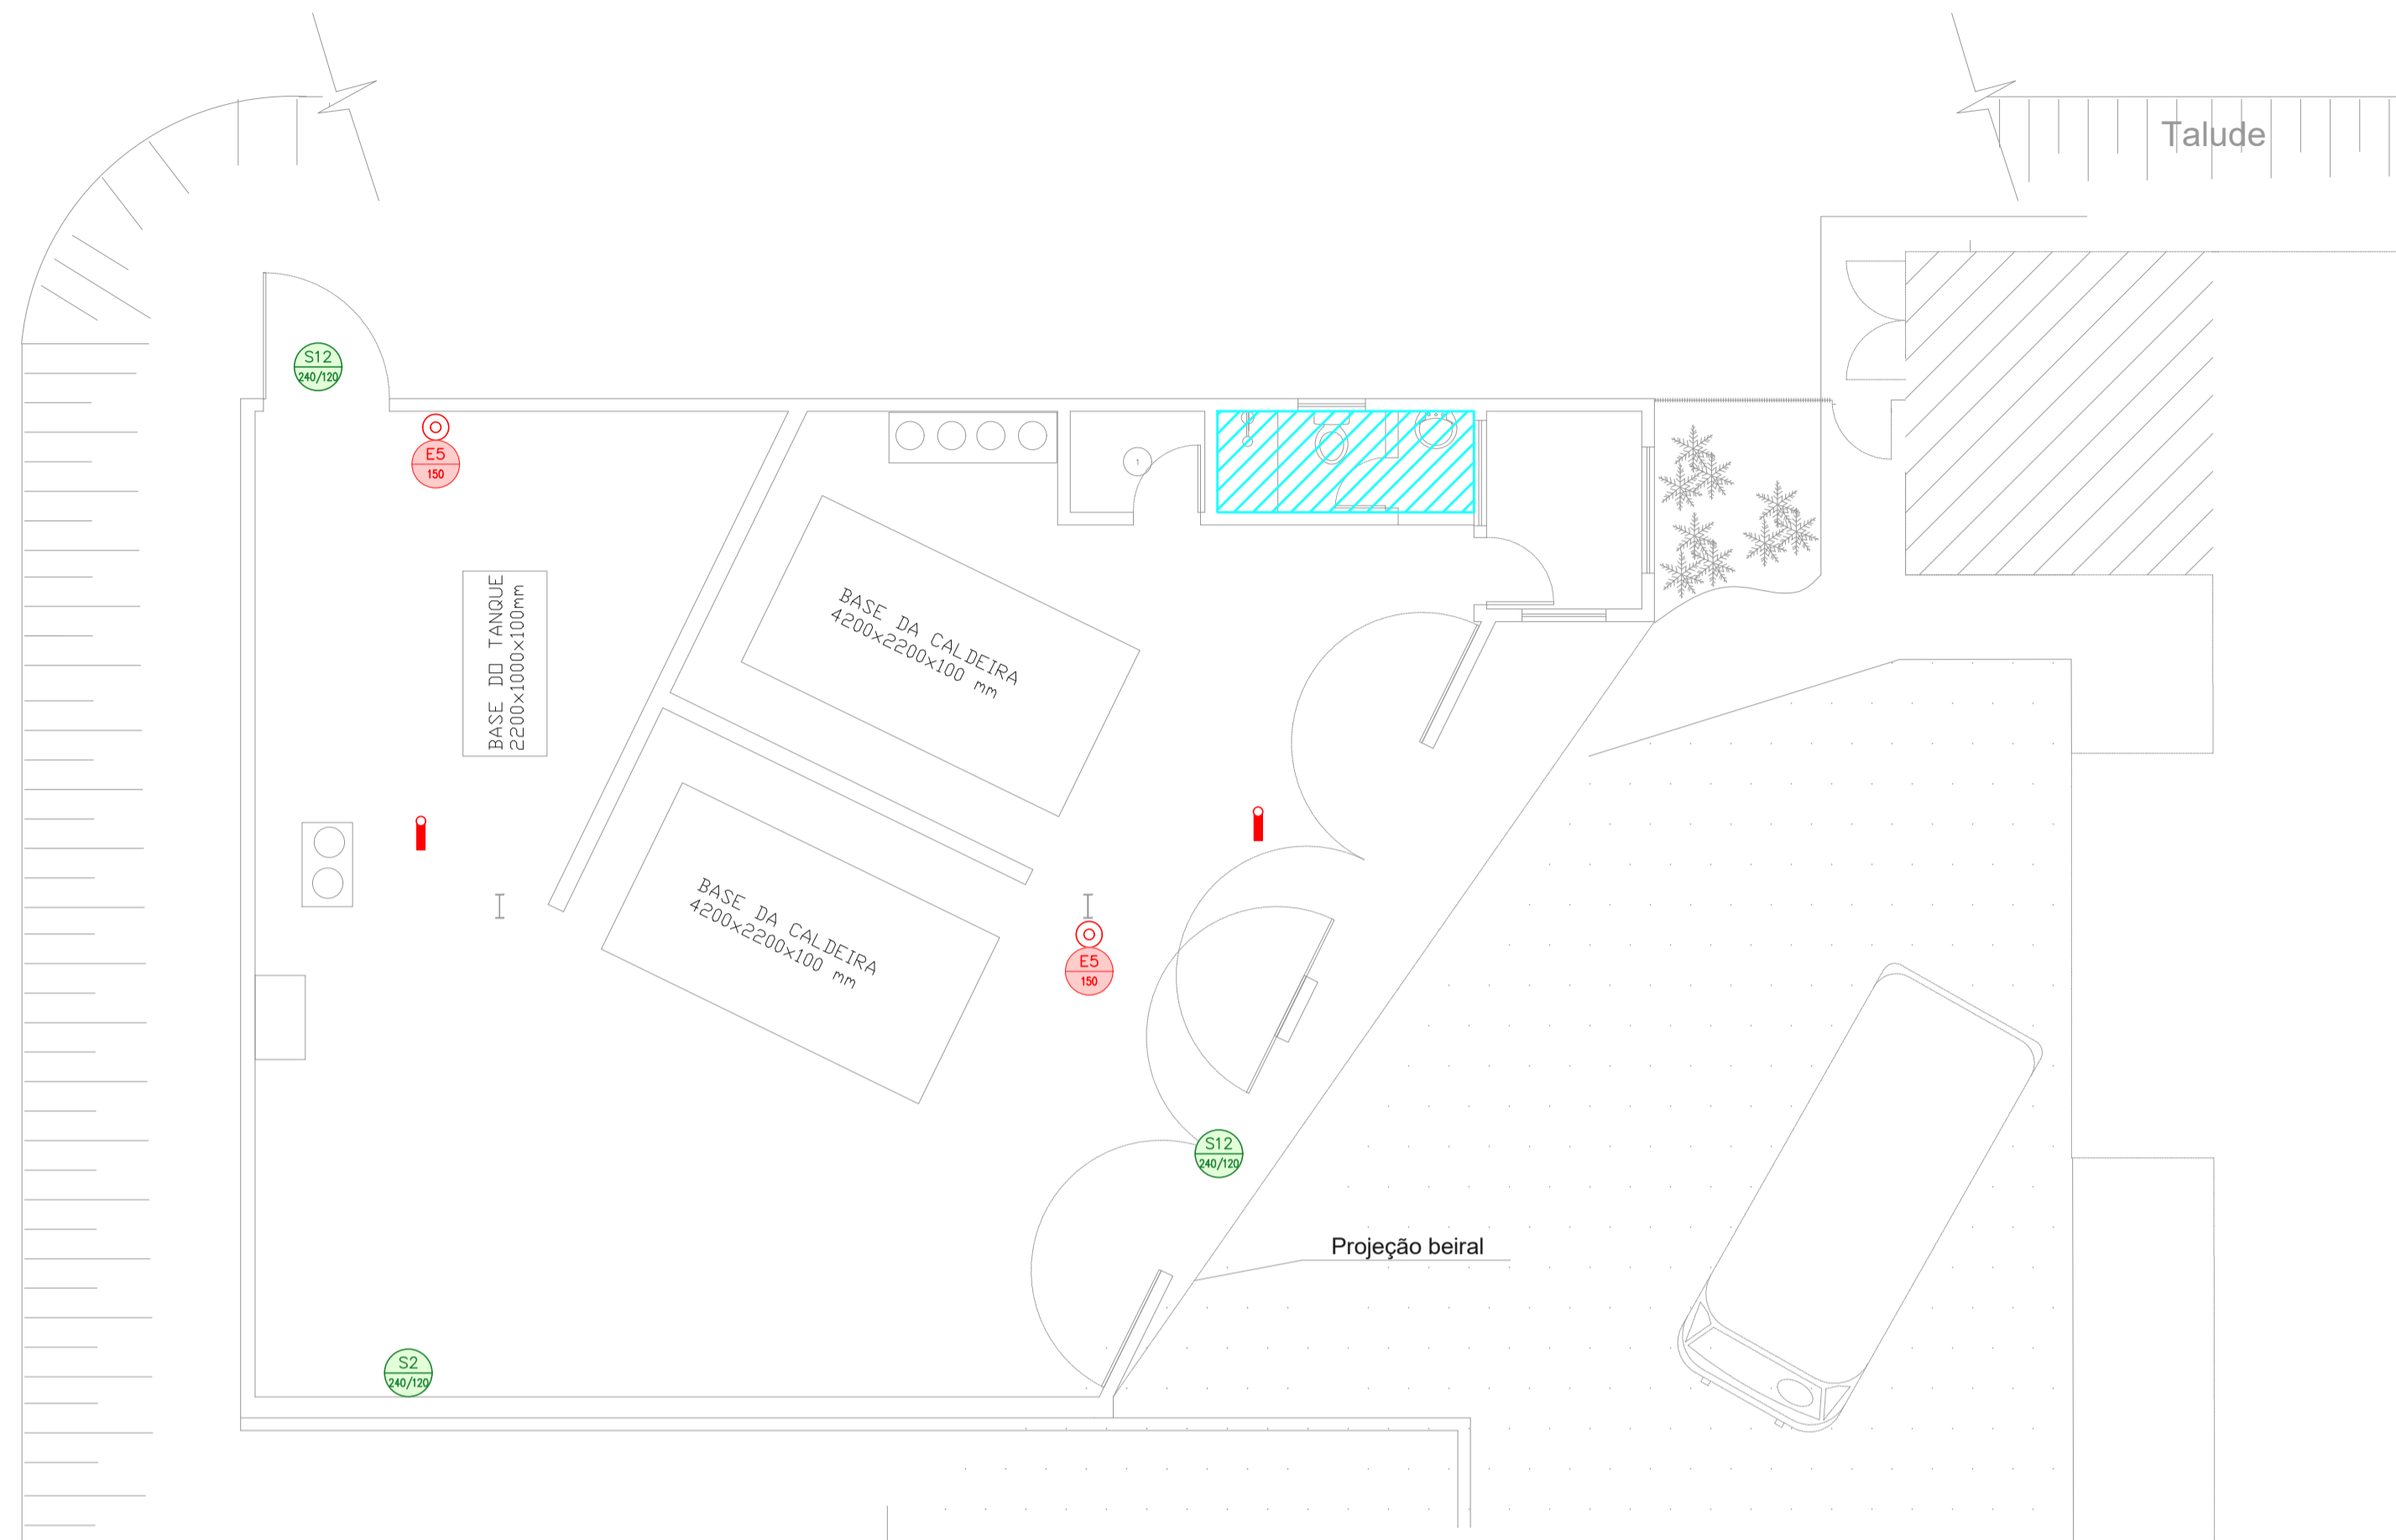 Talude
S12
240/120
E5
150
1
BASE DO TANQUE
2200x1000x100mm
BASE DA CALDEIRA
4200x2200x100 mm
BASE DA CALDEIRA
4200x2200x100 mm
E5
150
S12
240/120
Projeção beiral
S2
240/120